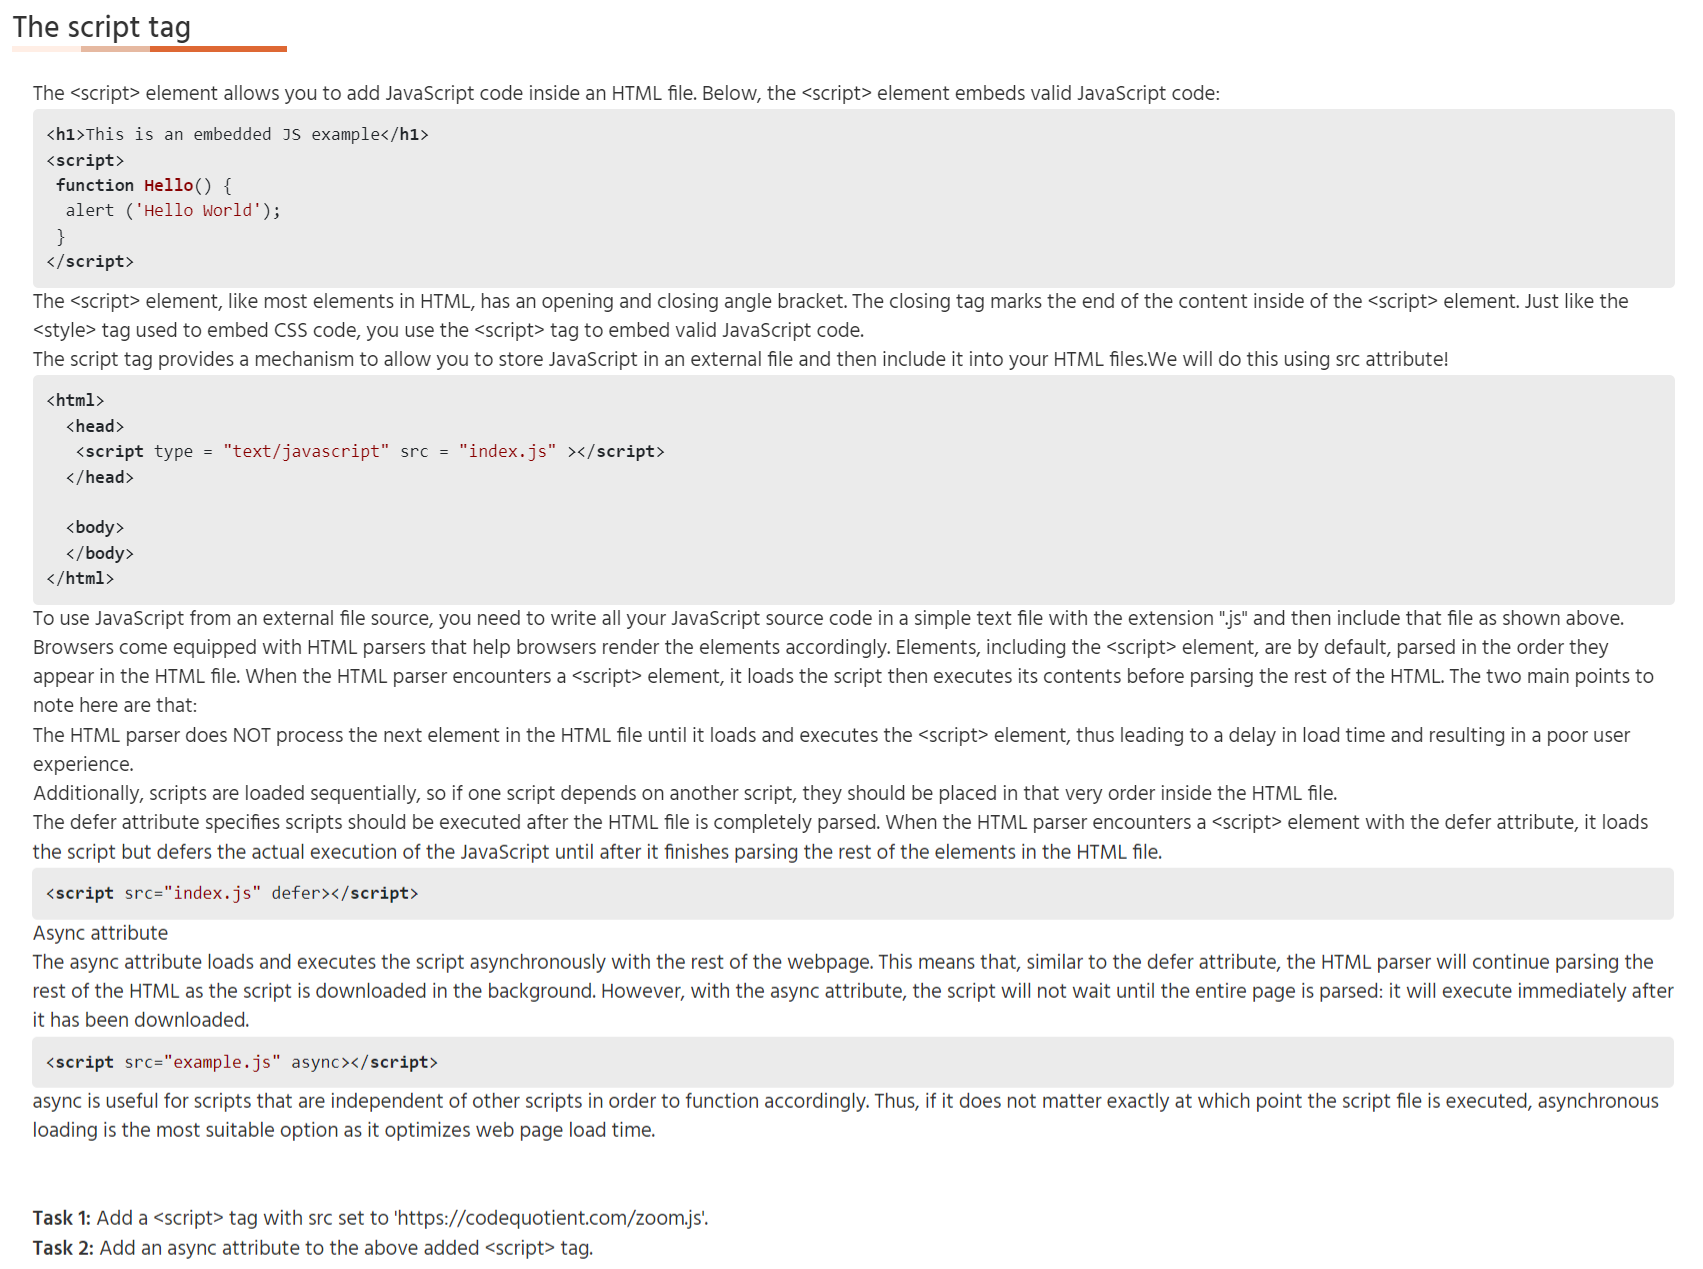 The script tag
The <script> element allows you to add JavaScript code inside an HTML file. Below, the <script> element embeds valid JavaScript code:
<h1>This is an embedded JS example</h1>
<script>
 function Hello() {
  alert ('Hello World');
 }
</script>
The <script> element, like most elements in HTML, has an opening and closing angle bracket. The closing tag marks the end of the content inside of the <script> element. Just like the
<style> tag used to embed CSS code, you use the <script> tag to embed valid JavaScript code.
The script tag provides a mechanism to allow you to store JavaScript in an external file and then include it into your HTML files.We will do this using src attribute!
<html>
  <head>
   <script type = "text/javascript" src = "index.js" ></script>
  </head>
  <body>
  </body>
</html>
To use JavaScript from an external file source, you need to write all your JavaScript source code in a simple text file with the extension ".js" and then include that file as shown above.
Browsers come equipped with HTML parsers that help browsers render the elements accordingly. Elements, including the <script> element, are by default, parsed in the order they
appear in the HTML file. When the HTML parser encounters a <script> element, it loads the script then executes its contents before parsing the rest of the HTML. The two main points to
note here are that:
The HTML parser does NOT process the next element in the HTML file until it loads and executes the <script> element, thus leading to a delay in load time and resulting in a poor user
experience.
Additionally, scripts are loaded sequentially, so if one script depends on another script, they should be placed in that very order inside the HTML file.
The defer attribute specifies scripts should be executed after the HTML file is completely parsed. When the HTML parser encounters a <script> element with the defer attribute, it loads
the script but defers the actual execution of the JavaScript until after it finishes parsing the rest of the elements in the HTML file.
<script src="index.js" defer></script>
Async attribute
The async attribute loads and executes the script asynchronously with the rest of the webpage. This means that, similar to the defer attribute, the HTML parser will continue parsing the
rest of the HTML as the script is downloaded in the background. However, with the async attribute, the script will not wait until the entire page is parsed: it will execute immediately after
it has been downloaded.
<script src="example.js" async></script>
async is useful for scripts that are independent of other scripts in order to function accordingly. Thus, if it does not matter exactly at which point the script file is executed, asynchronous
loading is the most suitable option as it optimizes web page load time.
Task 1: Add a <script> tag with src set to 'https://codequotient.com/zoom.js'.
Task 2: Add an async attribute to the above added <script> tag.